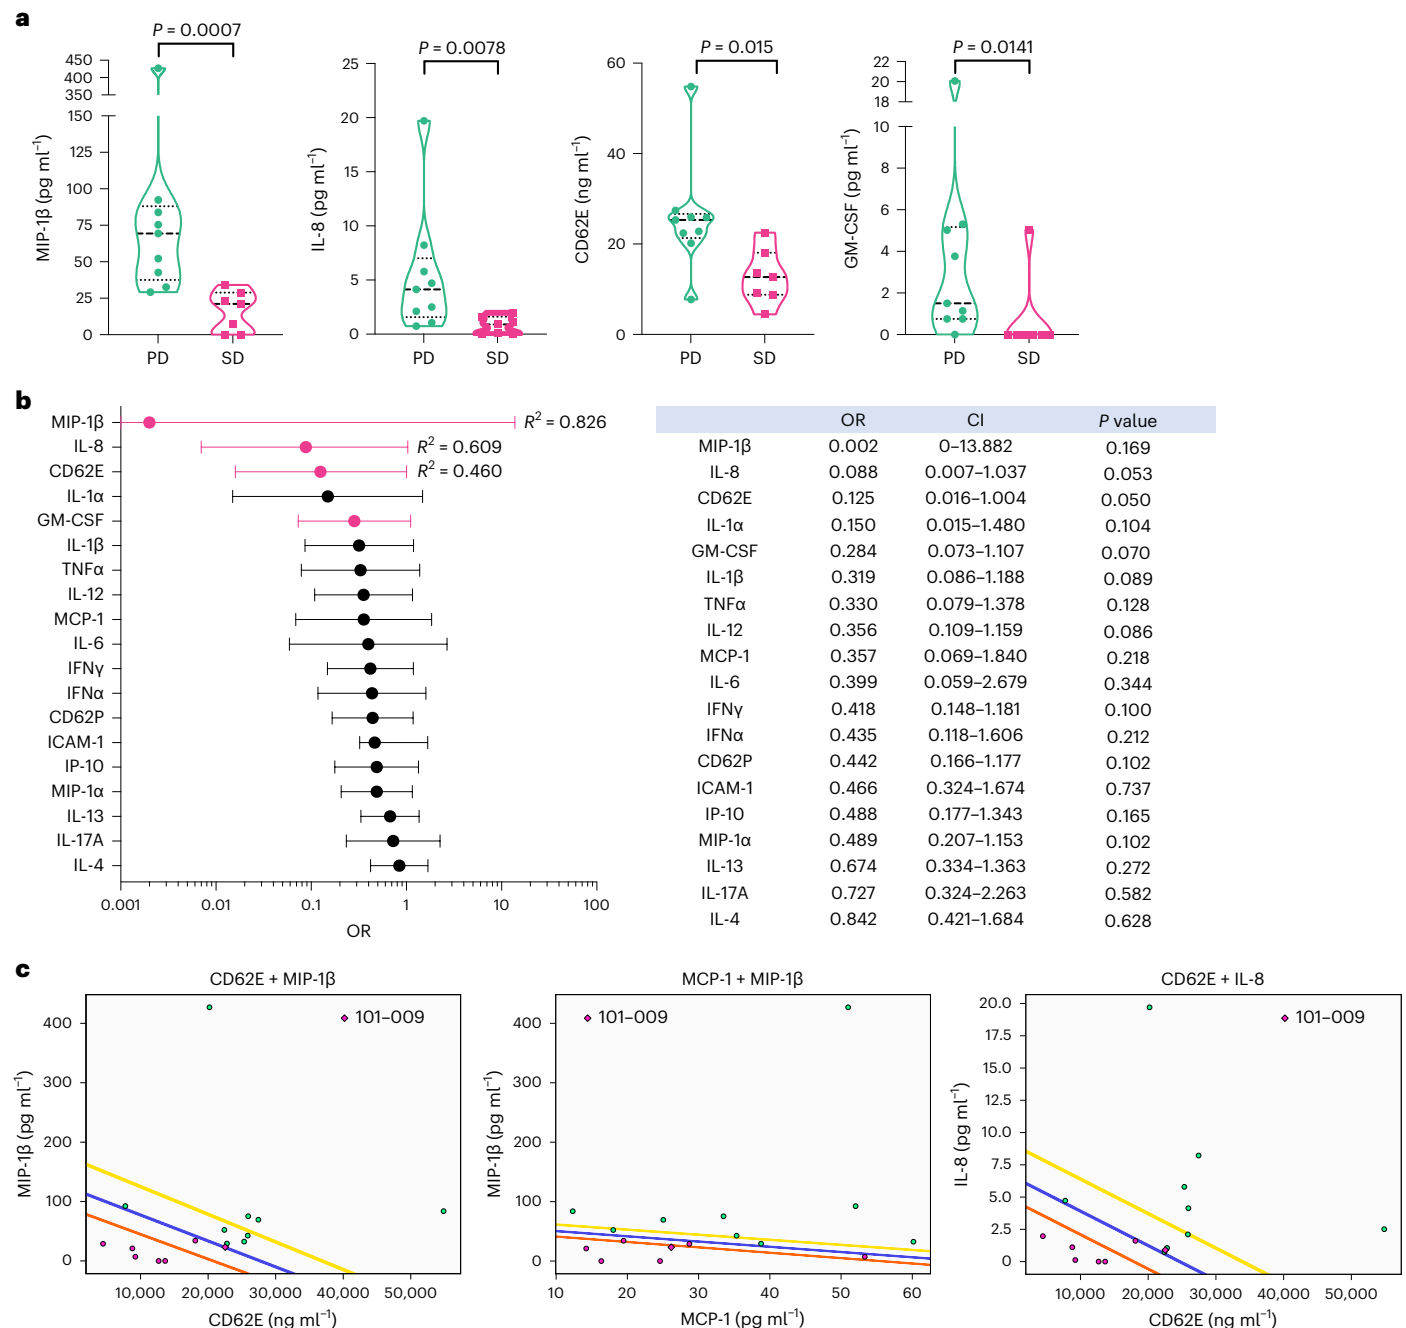 a
P = 0.0007
P = 0.0078
P = 0.015
P = 0.0141
MIP-1β (pg ml⁻¹)
450
400
350
150
125
100
75
50
25
0
PD
SD
IL-8 (pg ml⁻¹)
25
20
15
10
5
0
PD
SD
CD62E (ng ml⁻¹)
60
40
20
0
PD
SD
GM-CSF (pg ml⁻¹)
22
20
18
10
8
6
4
2
0
PD
SD
b
MIP-1β
IL-8
CD62E
IL-1α
GM-CSF
IL-1β
TNFα
IL-12
MCP-1
IL-6
IFNγ
IFNα
CD62P
ICAM-1
IP-10
MIP-1α
IL-13
IL-17A
IL-4
R² = 0.826
R² = 0.609
R² = 0.460
0.001 0.01 0.1 1 10 100
OR
OR CI P value
MIP-1β 0.002 0–13.882 0.169
IL-8 0.088 0.007–1.037 0.053
CD62E 0.125 0.016–1.004 0.050
IL-1α 0.150 0.015–1.480 0.104
GM-CSF 0.284 0.073–1.107 0.070
IL-1β 0.319 0.086–1.188 0.089
TNFα 0.330 0.079–1.378 0.128
IL-12 0.356 0.109–1.159 0.086
MCP-1 0.357 0.069–1.840 0.218
IL-6 0.399 0.059–2.679 0.344
IFNγ 0.418 0.148–1.181 0.100
IFNα 0.435 0.118–1.606 0.212
CD62P 0.442 0.166–1.177 0.102
ICAM-1 0.466 0.324–1.674 0.737
IP-10 0.488 0.177–1.343 0.165
MIP-1α 0.489 0.207–1.153 0.102
IL-13 0.674 0.334–1.363 0.272
IL-17A 0.727 0.324–2.263 0.582
IL-4 0.842 0.421–1.684 0.628
c
CD62E + MIP-1β
101–009
MIP-1β (pg ml⁻¹)
400
300
200
100
0
10,000 20,000 30,000 40,000 50,000
CD62E (ng ml⁻¹)
MCP-1 + MIP-1β
101–009
MIP-1β (pg ml⁻¹)
400
300
200
100
0
10 20 30 40 50 60
MCP-1 (pg ml⁻¹)
CD62E + IL-8
101–009
IL-8 (pg ml⁻¹)
20.0
17.5
15.0
12.5
10.0
7.5
5.0
2.5
0
10,000 20,000 30,000 40,000 50,000
CD62E (ng ml⁻¹)